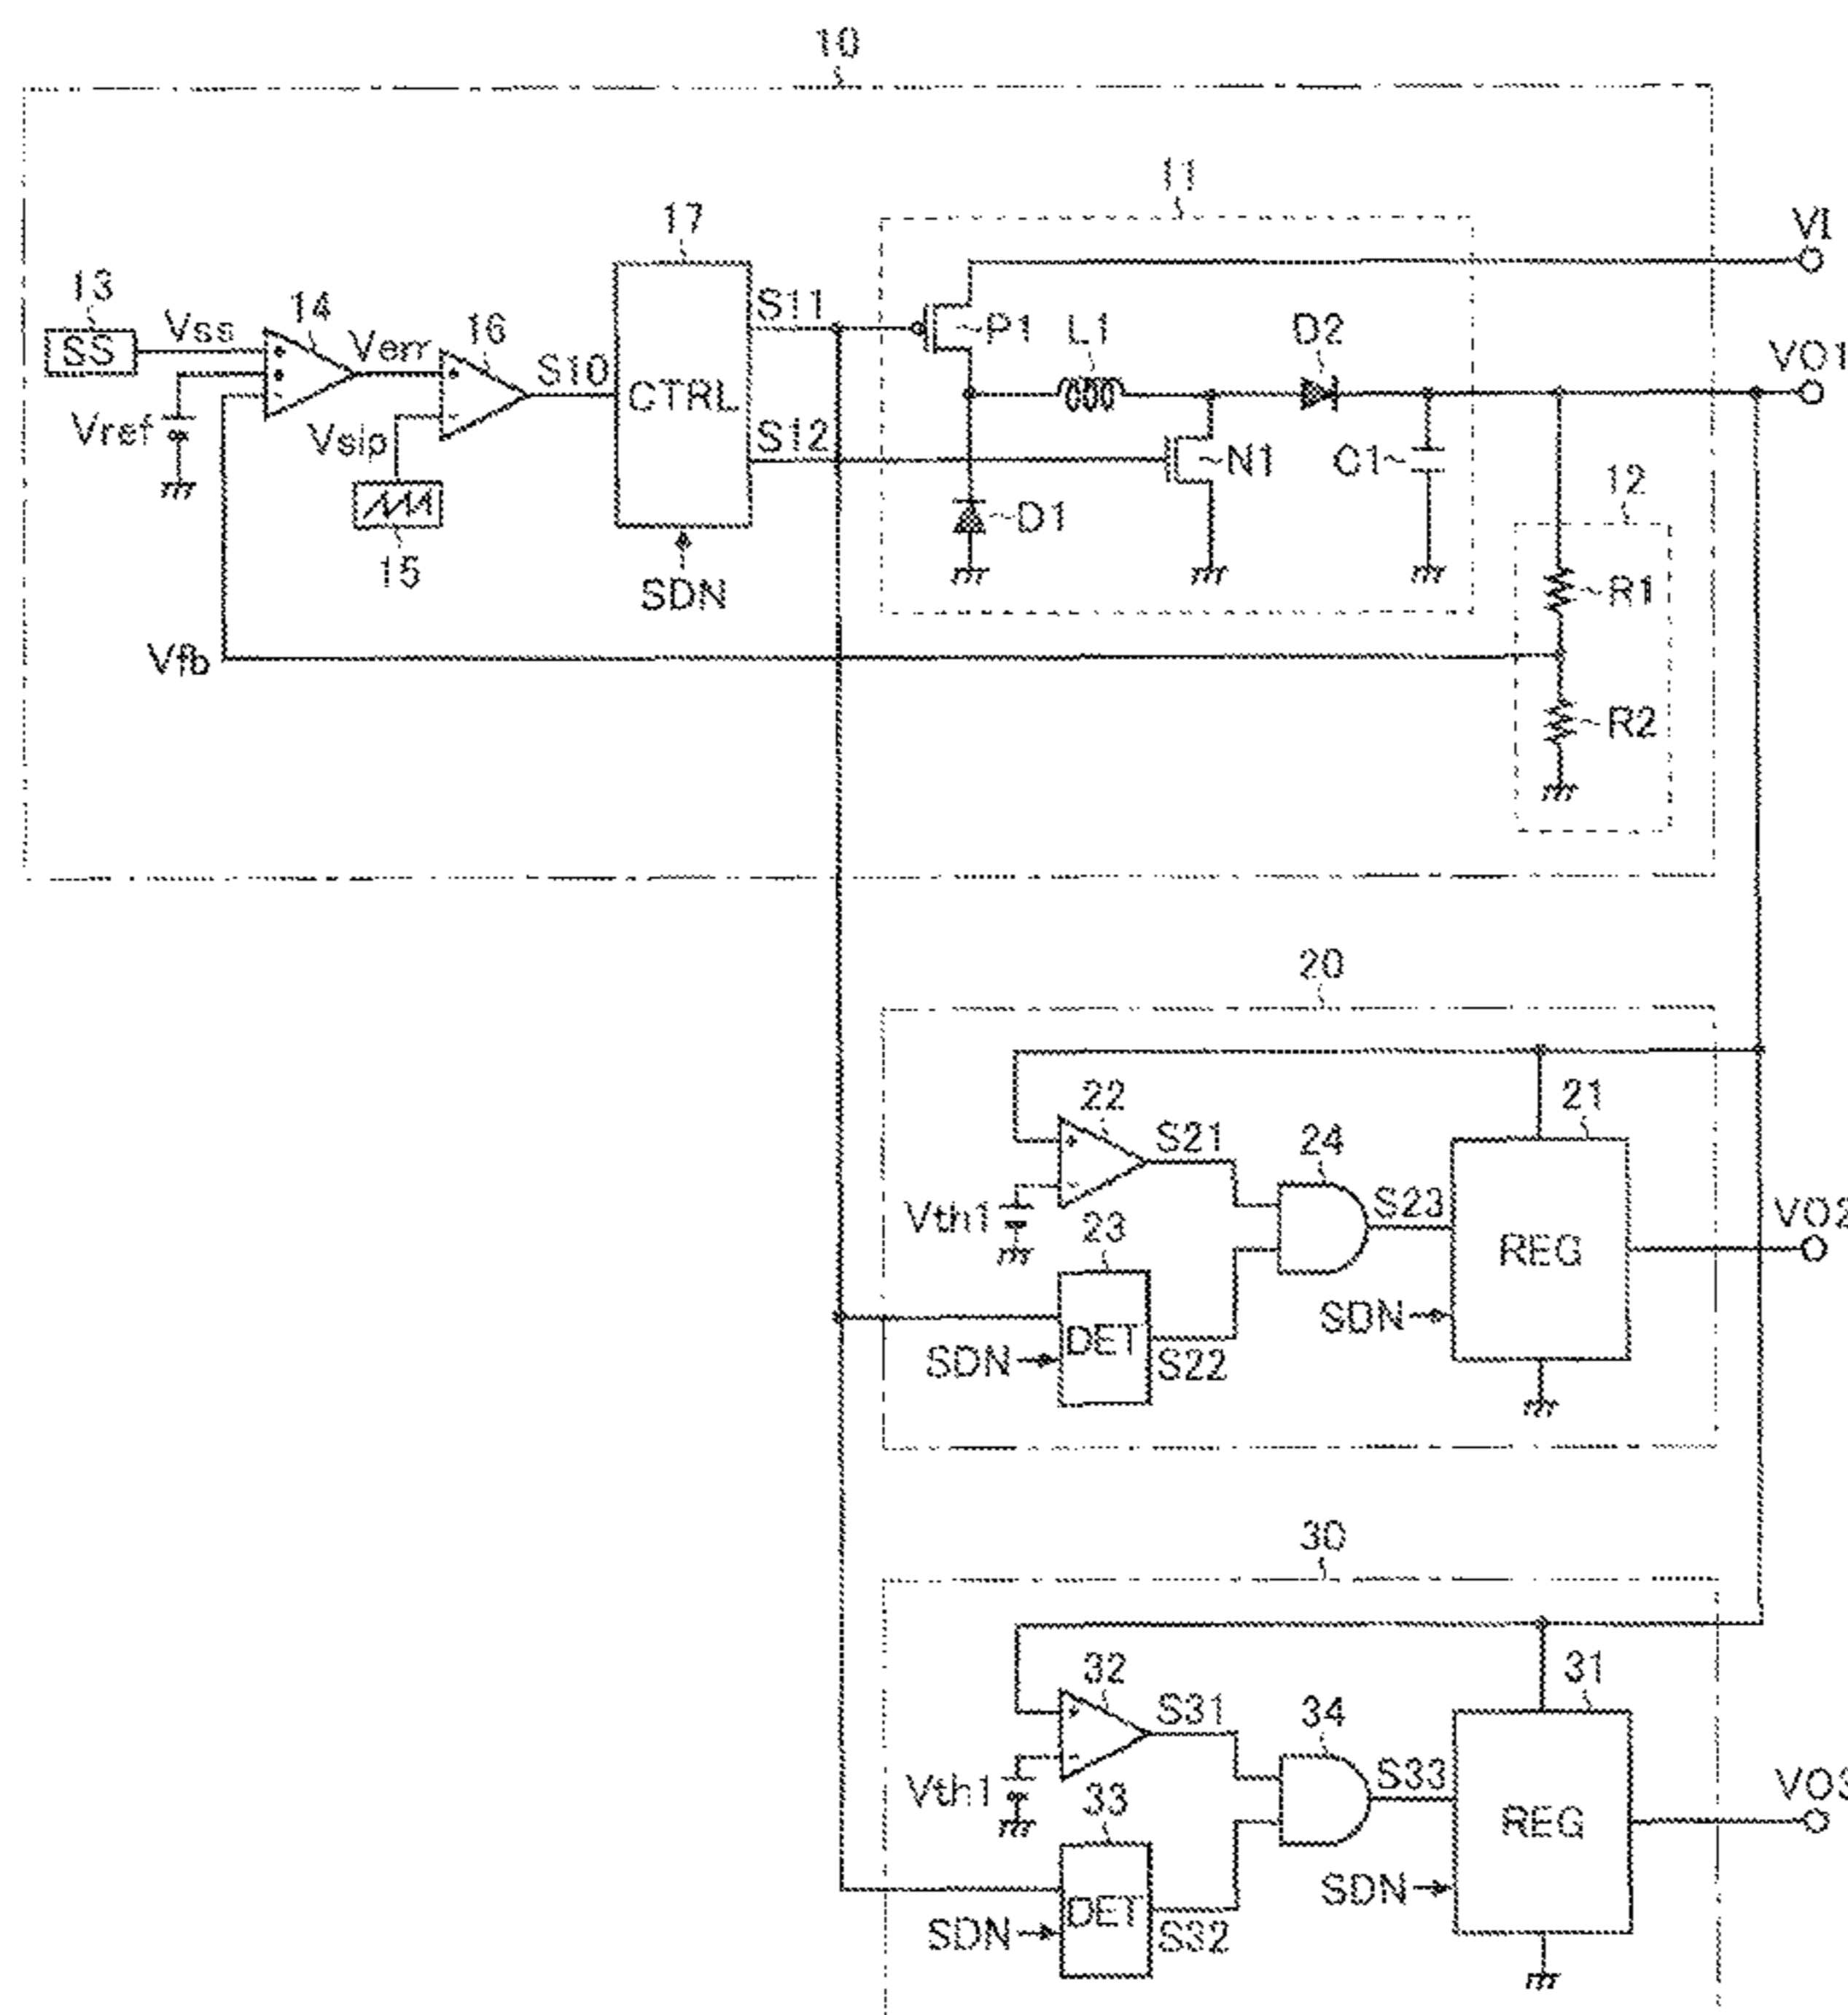 10
11
17
VI
13
SS
Vss
14
Verr
16
S10
S11
P1
L1
D2
VO1
CTRL
Vref
Vslp
S12
N1
C1
12
15
D1
SDN
R1
Vfb
R2
20
22
S21
24
21
Vth1
23
S23
REG
VO2
DET
SDN
S22
SDN
30
32
S31
34
31
Vth1
33
S33
REG
VO3
DET
SDN
S32
SDN